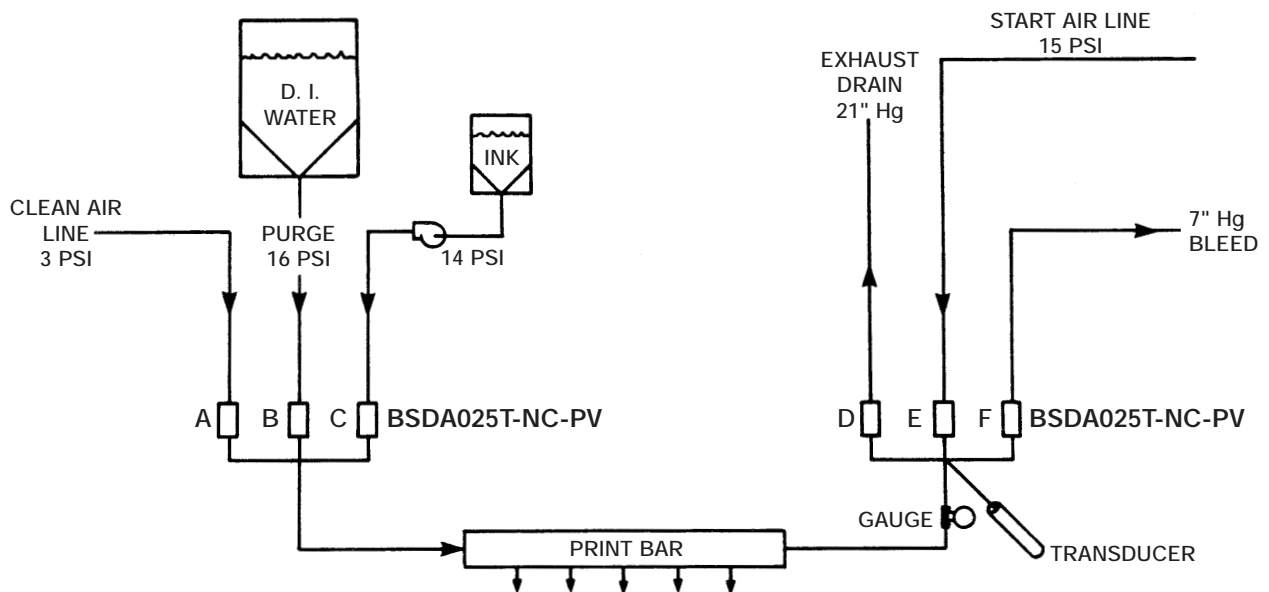 START AIR LINE
15 PSI
EXHAUST
DRAIN
21" Hg
D. I.
WATER
INK
CLEAN AIR
LINE
3 PSI
PURGE
16 PSI
14 PSI
7" Hg
BLEED
A
B
C
BSDA025T-NC-PV
D
E
F
BSDA025T-NC-PV
GAUGE
PRINT BAR
TRANSDUCER